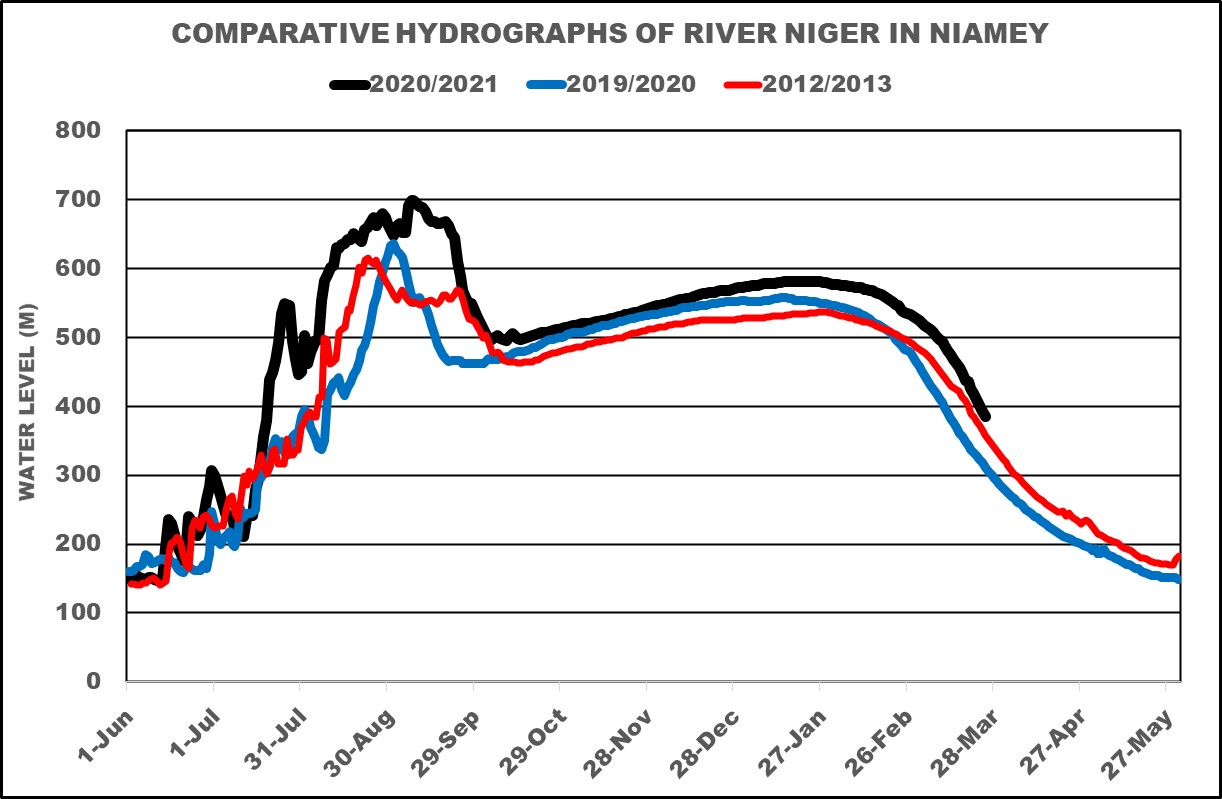 COMPARATIVE HYDROGRAPHS OF RIVER NIGER IN NIAMEY
2020/2021 2019/2020 2012/2013
WATER LEVEL (M)
800
700
600
500
400
300
200
100
0
1-Jun 1-Jul 31-Jul 30-Aug 29-Sep 29-Oct 28-Nov 28-Dec 27-Jan 26-Feb 28-Mar 27-Apr 27-May